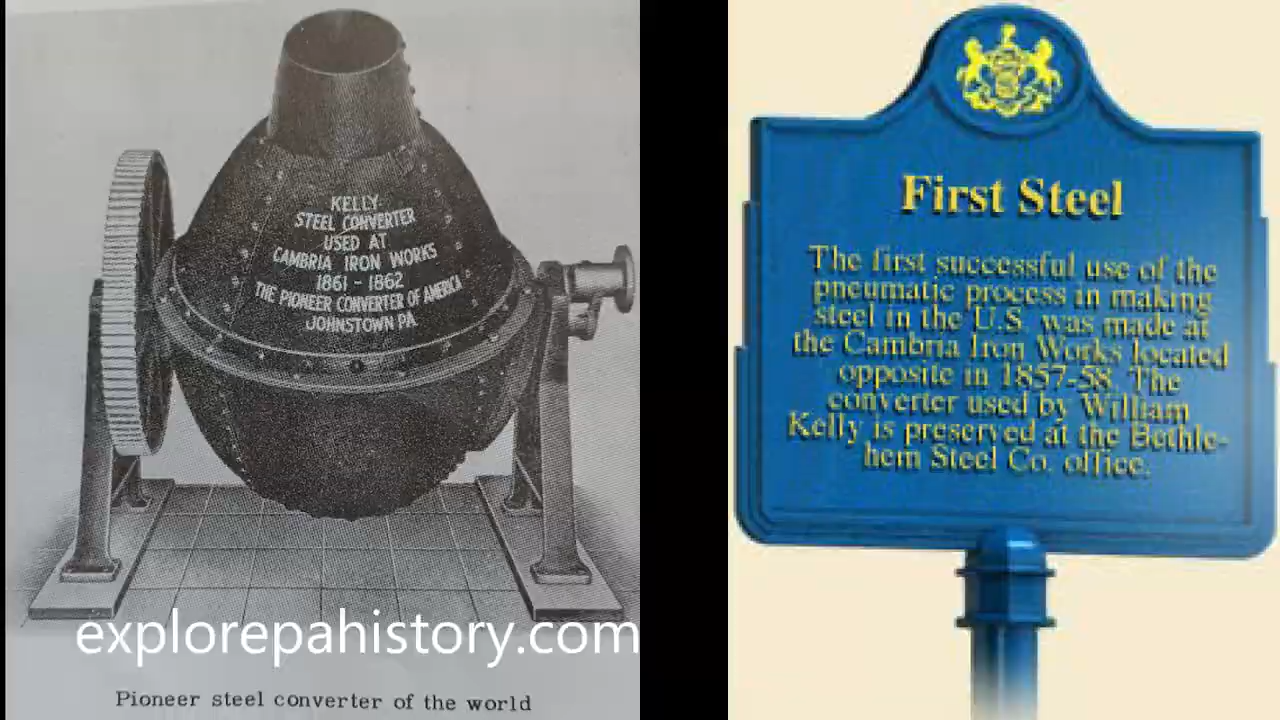 KELLY
STEEL CONVERTER
USED AT
CAMBRIA IRON WORKS
1861 - 1862
THE PIONEER CONVERTER OF AMERICA
JOHNSTOWN PA
explorepahistory.com
Pioneer steel converter of the world
First Steel
The first successful use of the
pneumatic process in making
steel in the U.S. was made at
the Cambria Iron Works located
opposite in 1857-58. The
converter used by William
Kelly is preserved at the Bethle-
hem Steel Co. office.